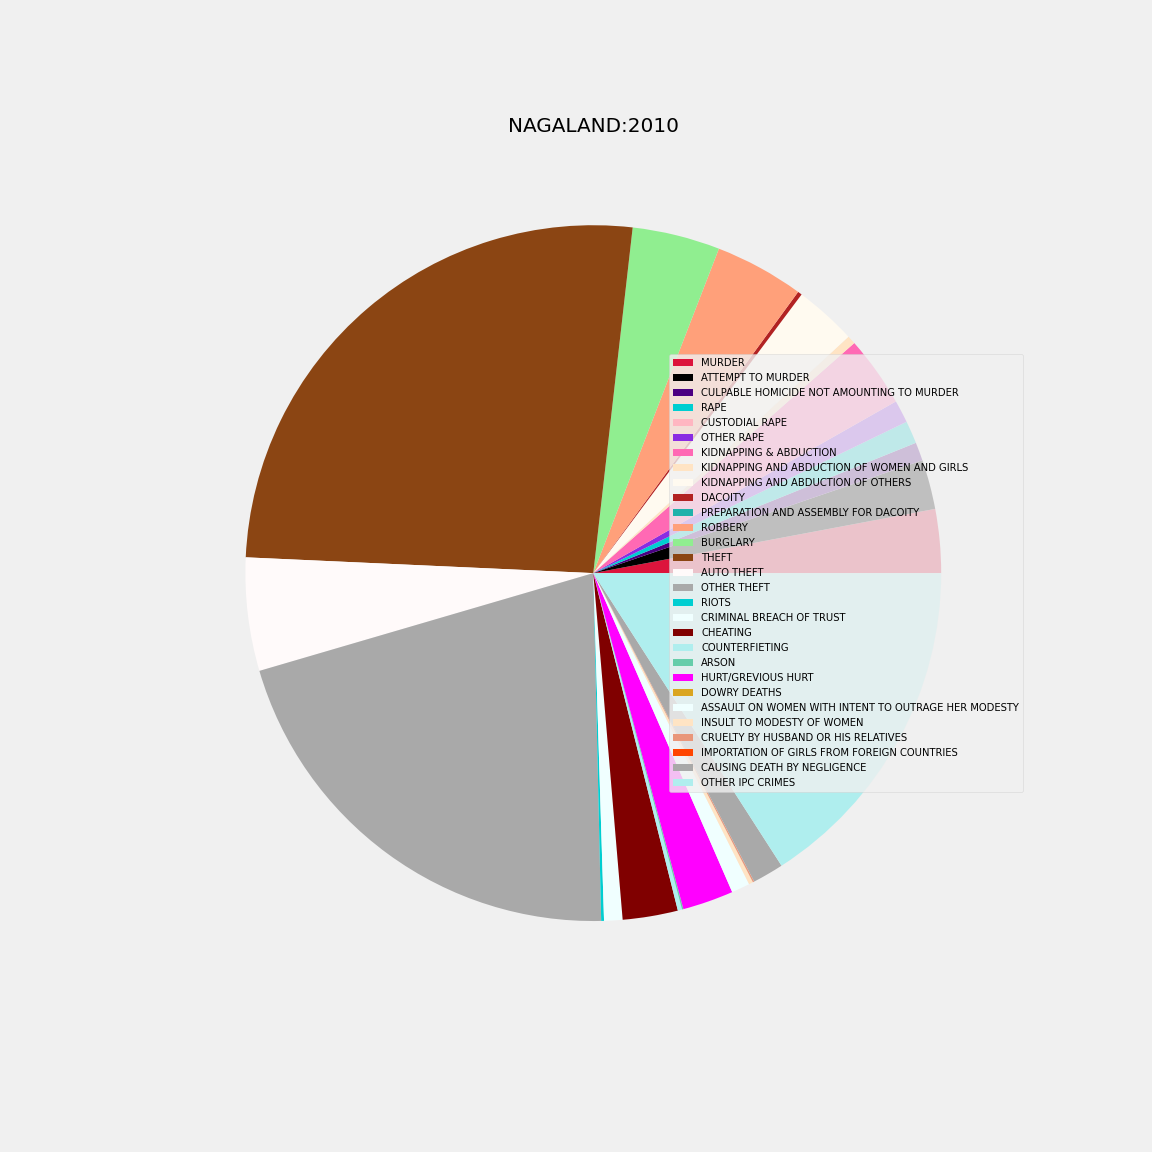 NAGALAND:2010
MURDER
ATTEMPT TO MURDER
CULPABLE HOMICIDE NOT AMOUNTING TO MURDER
RAPE
CUSTODIAL RAPE
OTHER RAPE
KIDNAPPING & ABDUCTION
KIDNAPPING AND ABDUCTION OF WOMEN AND GIRLS
KIDNAPPING AND ABDUCTION OF OTHERS
DACOITY
PREPARATION AND ASSEMBLY FOR DACOITY
ROBBERY
BURGLARY
THEFT
AUTO THEFT
OTHER THEFT
RIOTS
CRIMINAL BREACH OF TRUST
CHEATING
COUNTERFIETING
ARSON
HURT/GREVIOUS HURT
DOWRY DEATHS
ASSAULT ON WOMEN WITH INTENT TO OUTRAGE HER MODESTY
INSULT TO MODESTY OF WOMEN
CRUELTY BY HUSBAND OR HIS RELATIVES
IMPORTATION OF GIRLS FROM FOREIGN COUNTRIES
CAUSING DEATH BY NEGLIGENCE
OTHER IPC CRIMES